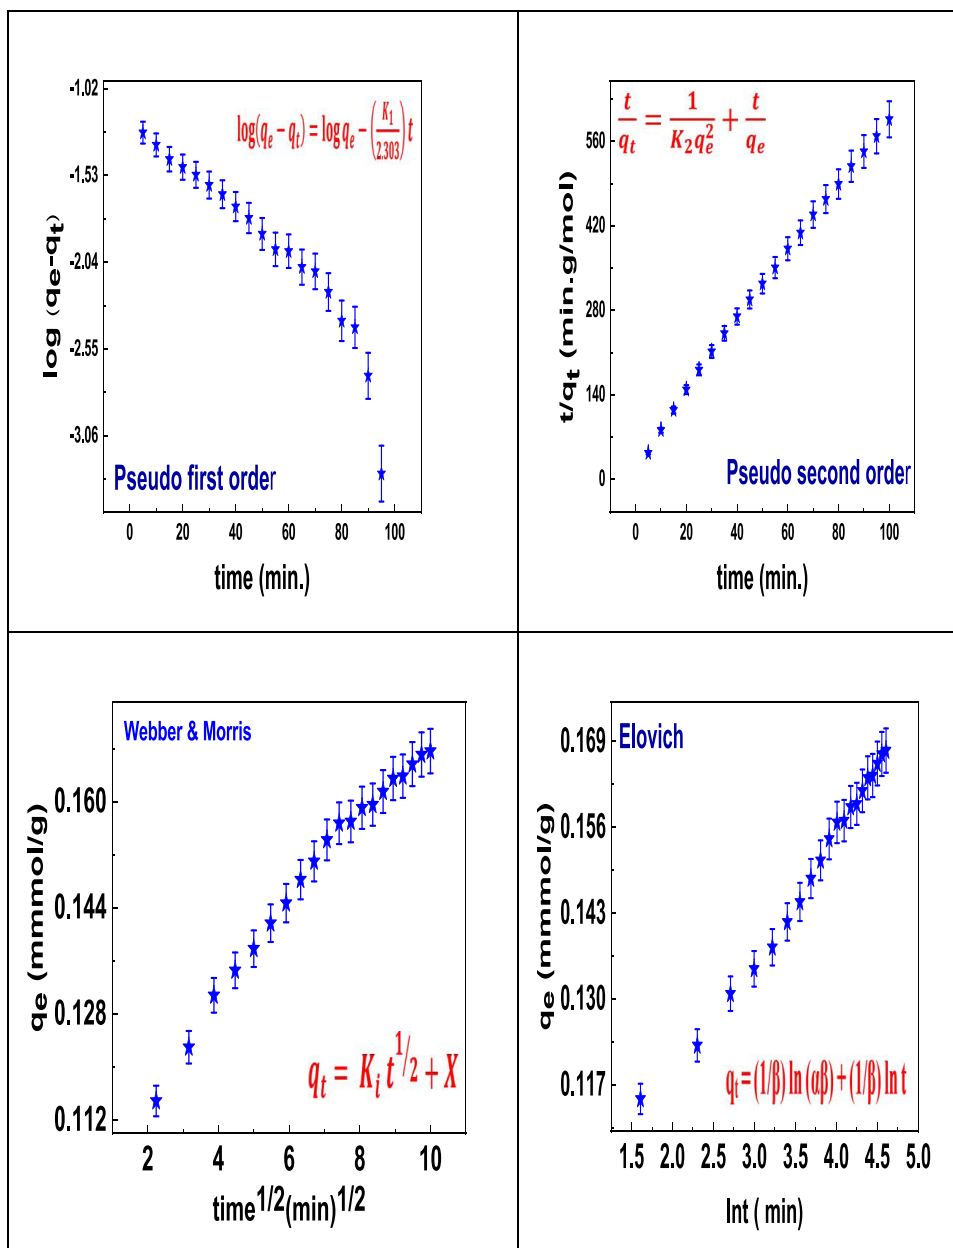 -1.02
-1.53
-2.04
-2.55
-3.06
log (qe-qt)
log(qe − qt) = log qe − (K1/2.303) t
Pseudo first order
0 20 40 60 80 100
time (min.)
560
420
280
140
0
t/qt (min.g/mol)
t/qt = 1/K2qe² + t/qe
Pseudo second order
0 20 40 60 80 100
time (min.)
Webber & Morris
0.160
0.144
0.128
0.112
qe (mmmol/g)
qt = Ki t^1/2 + X
2 4 6 8 10
time^1/2(min)^1/2
Elovich
0.169
0.156
0.143
0.130
0.117
qe (mmmol/g)
qt = (1/β) ln (αβ) + (1/β) ln t
1.5 2.0 2.5 3.0 3.5 4.0 4.5 5.0
Int ( min)